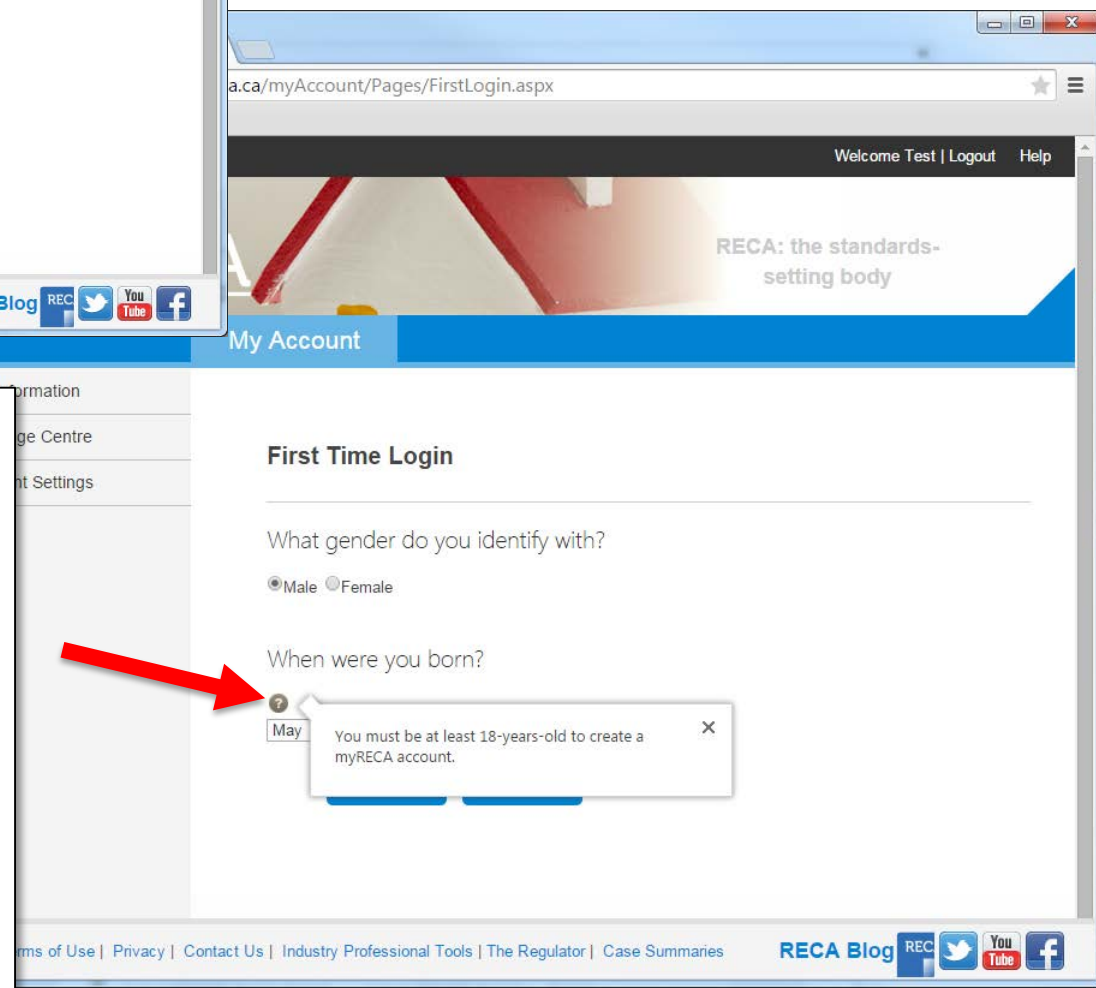 a.ca/myAccount/Pages/FirstLogin.aspx
Welcome Test | Logout Help
RECA: the standards-
setting body
Blog REC You
Tube
My Account
formation
ge Centre
nt Settings
First Time Login
What gender do you identify with?
Male Female
When were you born?
?
May
You must be at least 18-years-old to create a
myRECA account.
rms of Use | Privacy | Contact Us | Industry Professional Tools | The Regulator | Case Summaries
RECA Blog REC You
Tube